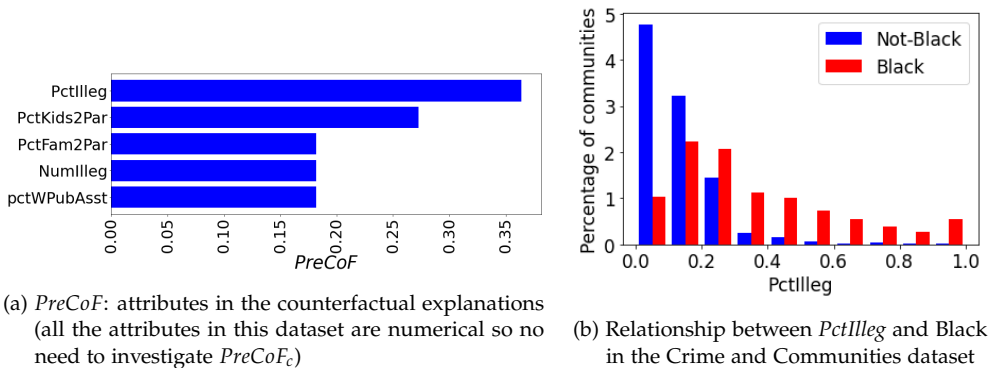 PctIlleg
PctKids2Par
PctFam2Par
NumIlleg
pctWPubAsst
0.00
0.05
0.10
0.15
0.20
0.25
0.30
0.35
PreCoF
(a) PreCoF: attributes in the counterfactual explanations
(all the attributes in this dataset are numerical so no
need to investigate PreCoFc)
Percentage of communities
5
4
3
2
1
0
Not-Black
Black
0.0 0.2 0.4 0.6 0.8 1.0
PctIlleg
(b) Relationship between PctIlleg and Black
in the Crime and Communities dataset